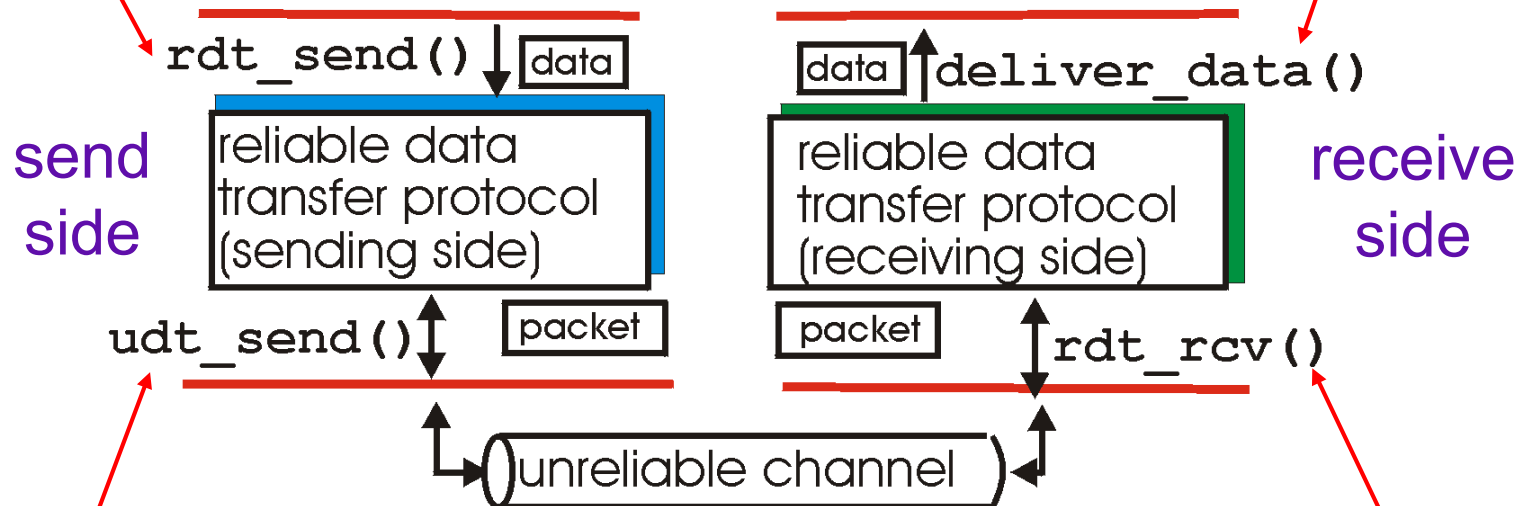 rdt_send()
data
data
deliver_data()
send
side
reliable data
transfer protocol
(sending side)
reliable data
transfer protocol
(receiving side)
receive
side
udt_send()
packet
packet
rdt_rcv()
unreliable channel